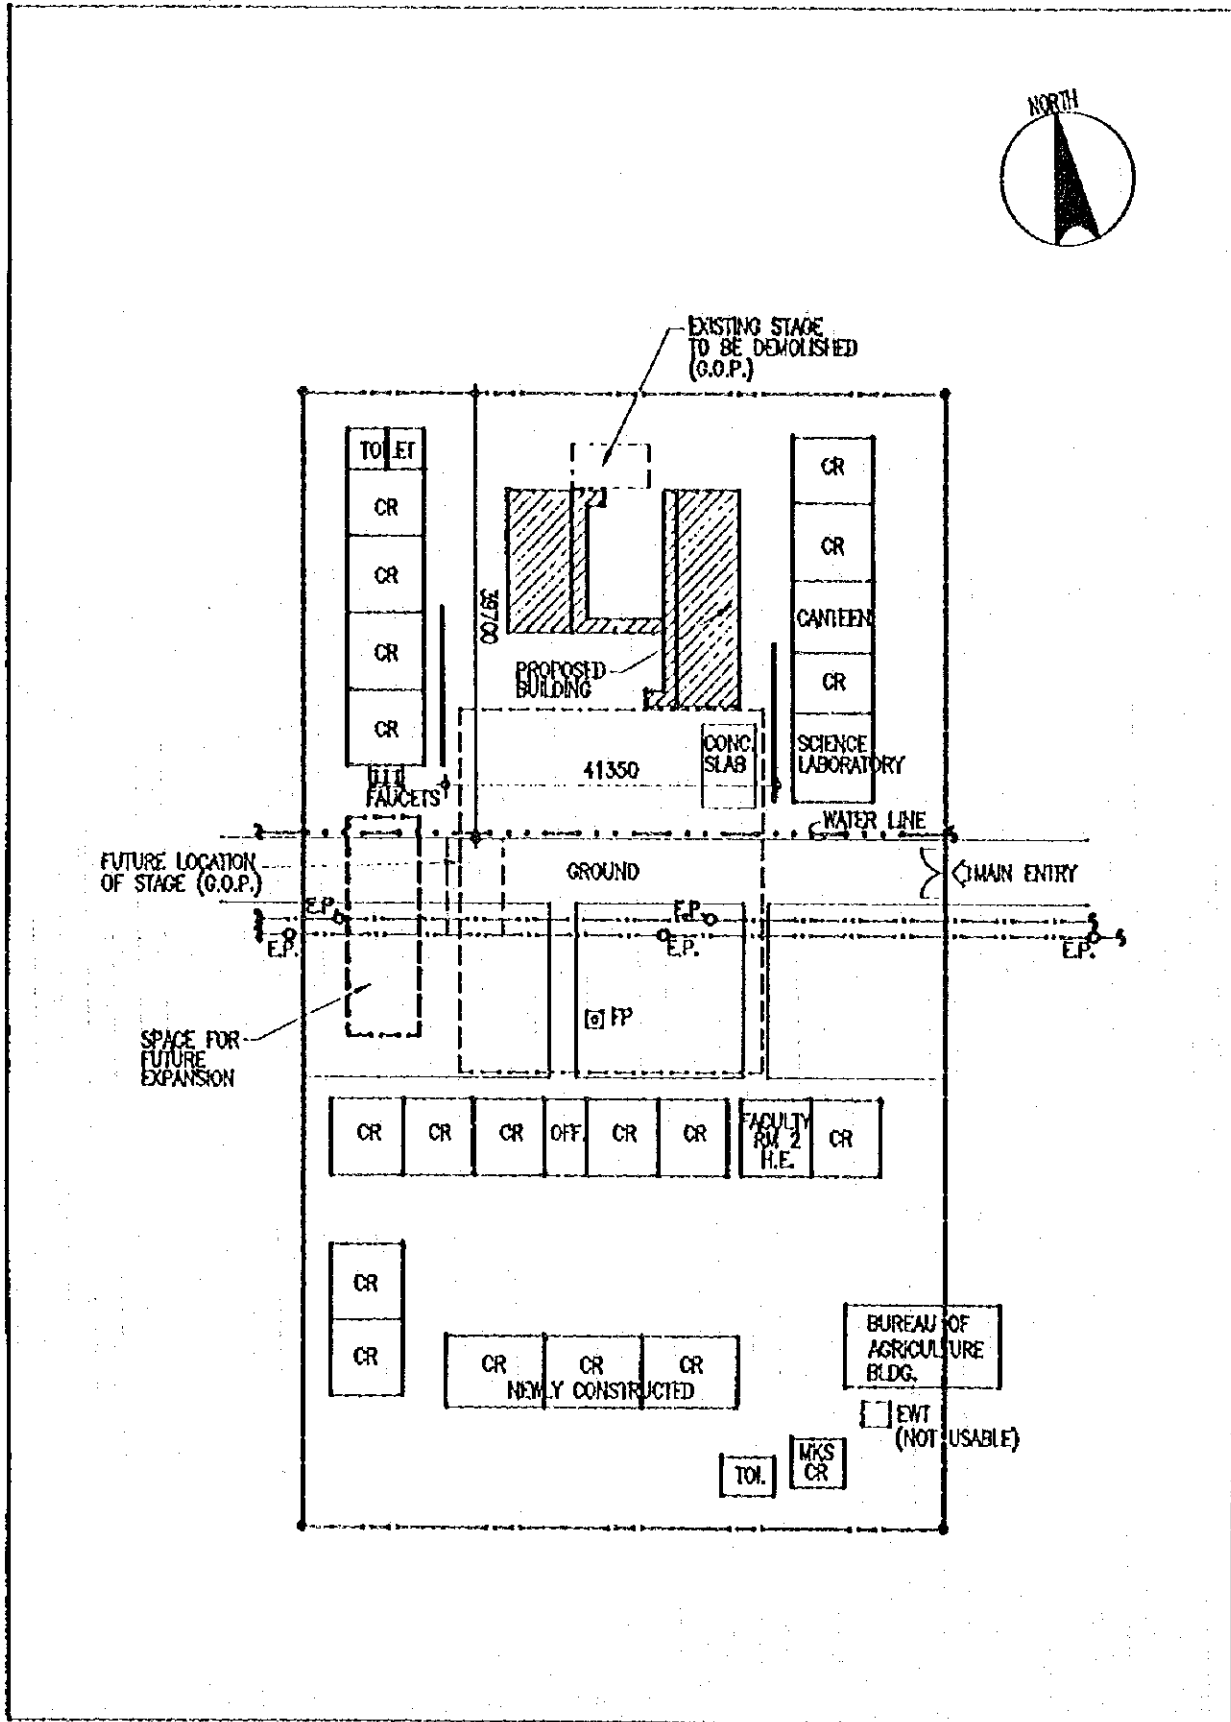 NORTH
EXISTING STAGE
TO BE DEMOLISHED
(G.O.P.)
TOILET
CR
CR
CR
CR
CR
CR
CANTEEN
CR
SCIENCE
LABORATORY
39700
PROPOSED
BUILDING
CONC.
SLAB
41350
FAUCETS
WATER LINE
FUTURE LOCATION
OF STAGE (G.O.P.)
GROUND
MAIN ENTRY
E.P.
E.P.
E.P.
E.P.
E.P.
FP
SPACE FOR
FUTURE
EXPANSION
CR
CR
CR
OFF.
CR
CR
FACULTY
RM 2
H.E.
CR
CR
CR
CR
CR
CR
NEWLY CONSTRUCTED
BUREAU OF
AGRICULTURE
BLDG.
EWT
(NOT USABLE)
TOI.
MKS
CR